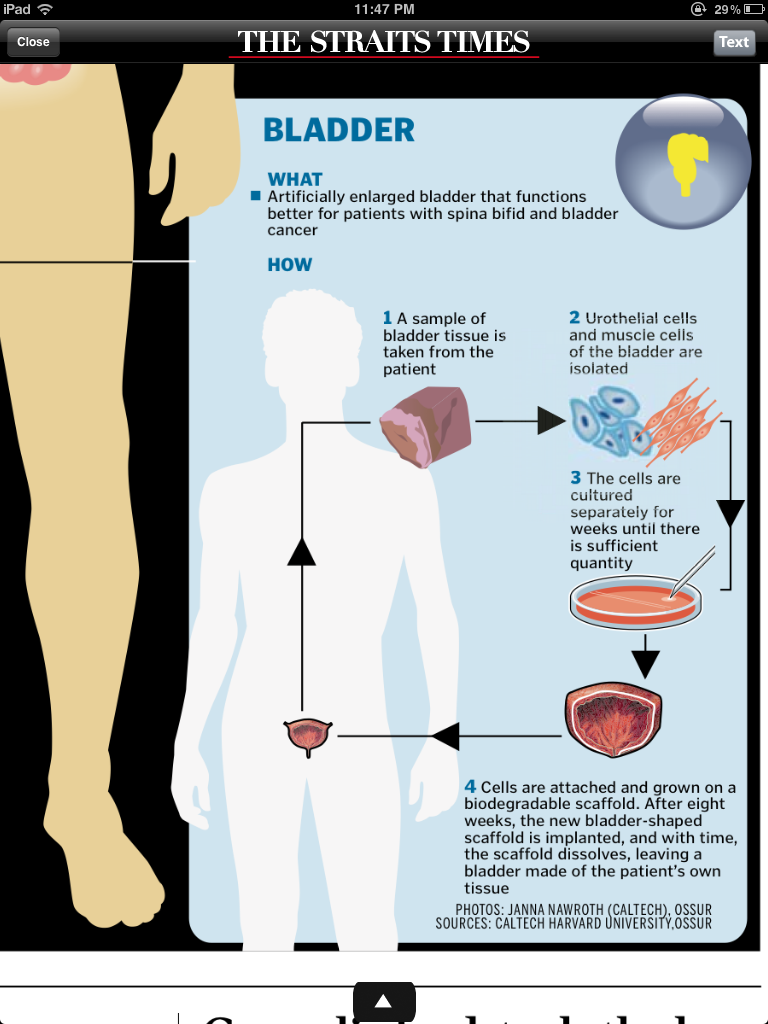 iPad
11:47 PM
29%
Close
THE STRAITS TIMES
Text
BLADDER
WHAT
Artificially enlarged bladder that functions
better for patients with spina bifid and bladder
cancer
HOW
1 A sample of
bladder tissue is
taken from the
patient
2 Urothelial cells
and muscle cells
of the bladder are
isolated
3 The cells are
cultured
separately for
weeks until there
is sufficient
quantity
4 Cells are attached and grown on a
biodegradable scaffold. After eight
weeks, the new bladder-shaped
scaffold is implanted, and with time,
the scaffold dissolves, leaving a
bladder made of the patient's own
tissue
PHOTOS: JANNA NAWROTH (CALTECH), OSSUR
SOURCES: CALTECH HARVARD UNIVERSITY,OSSUR